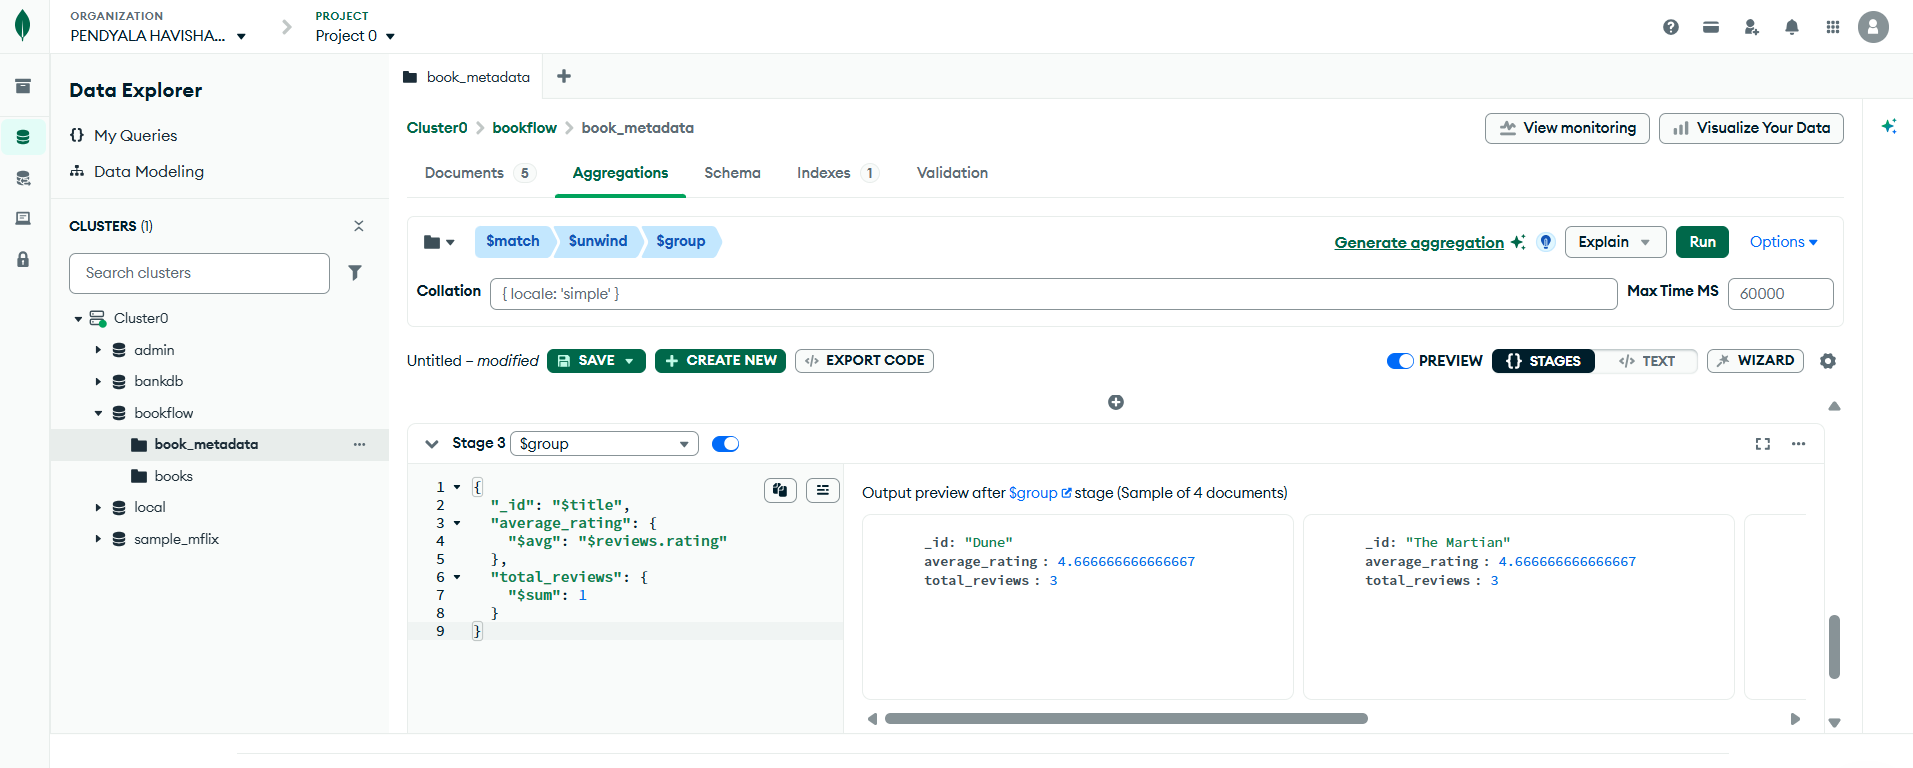 ORGANIZATION
PENDYALA HAVISHA...
PROJECT
Project 0
Data Explorer
My Queries
Data Modeling
CLUSTERS (1)
Search clusters
Cluster0
admin
bankdb
bookflow
book_metadata
books
local
sample_mflix
book_metadata
Cluster0 > bookflow > book_metadata
View monitoring
Visualize Your Data
Documents 5
Aggregations
Schema
Indexes 1
Validation
$match
$unwind
$group
Generate aggregation
Explain
Run
Options
Collation
{ locale: 'simple' }
Max Time MS
60000
Untitled – modified
SAVE
CREATE NEW
</> EXPORT CODE
PREVIEW
{} STAGES
</> TEXT
WIZARD
Stage 3
$group
1 {
2 "_id": "$title",
3 "average_rating": {
4 "$avg": "$reviews.rating"
5 },
6 "total_reviews": {
7 "$sum": 1
8 }
9 }
Output preview after $group stage (Sample of 4 documents)
_id: "Dune"
average_rating : 4.666666666666667
total_reviews : 3
_id: "The Martian"
average_rating : 4.666666666666667
total_reviews : 3